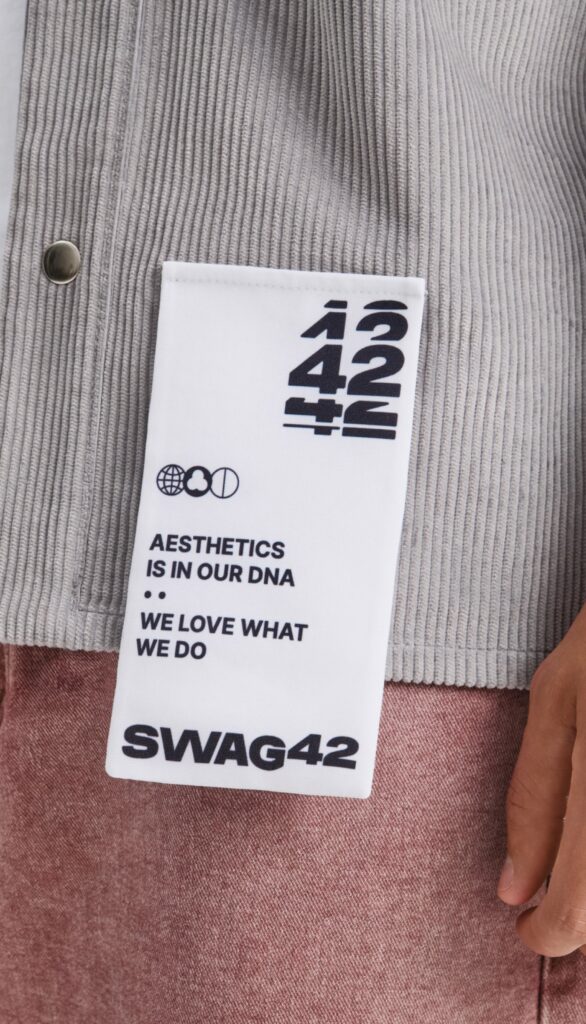 42
42
42
AESTHETICS
IS IN OUR DNA
••
WE LOVE WHAT
WE DO
SWAG42